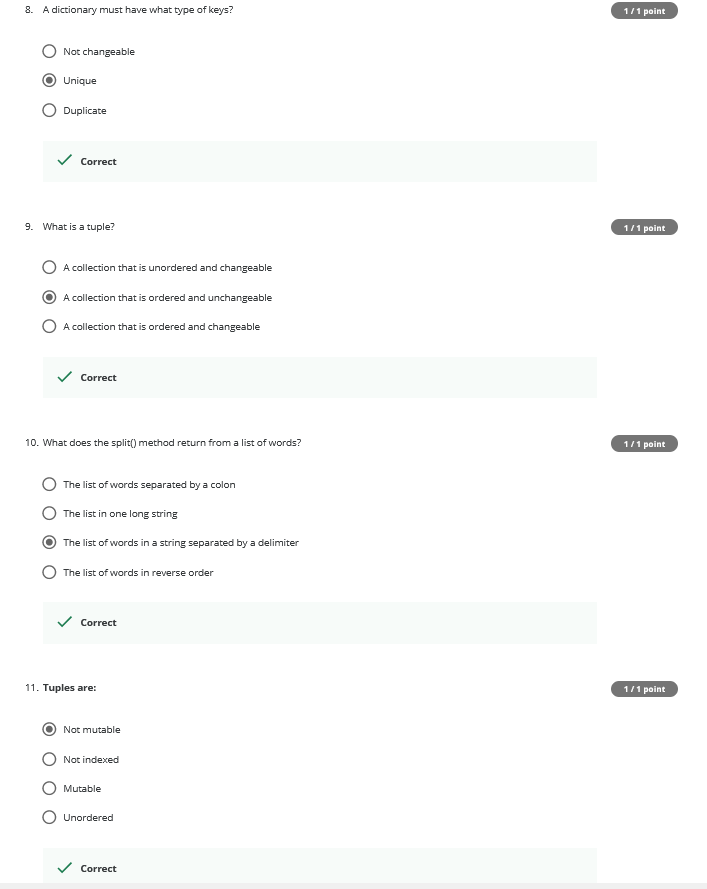 8. A dictionary must have what type of keys?
1 / 1 point
Not changeable
Unique
Duplicate
Correct
9. What is a tuple?
1 / 1 point
A collection that is unordered and changeable
A collection that is ordered and unchangeable
A collection that is ordered and changeable
Correct
10. What does the split() method return from a list of words?
1 / 1 point
The list of words separated by a colon
The list in one long string
The list of words in a string separated by a delimiter
The list of words in reverse order
Correct
11. Tuples are:
1 / 1 point
Not mutable
Not indexed
Mutable
Unordered
Correct